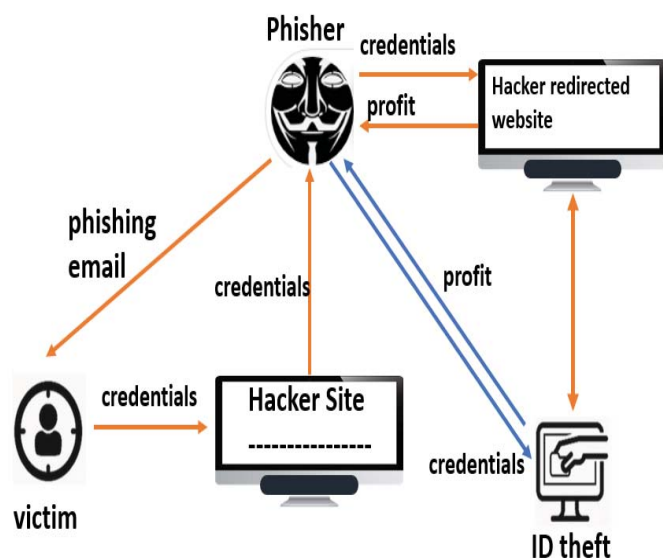 Phisher
credentials
Hacker redirected
website
profit
phishing
email
credentials
profit
credentials
Hacker Site
----------------
credentials
victim
ID theft